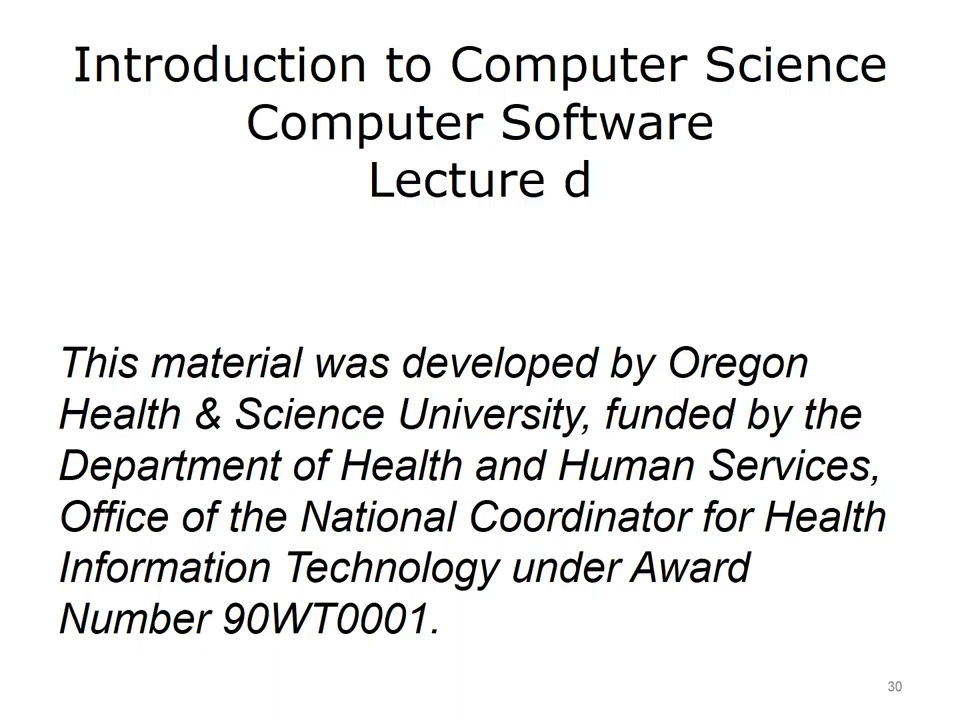 Introduction to Computer Science
Computer Software
Lecture d
This material was developed by Oregon
Health & Science University, funded by the
Department of Health and Human Services,
Office of the National Coordinator for Health
Information Technology under Award
Number 90WT0001.
30